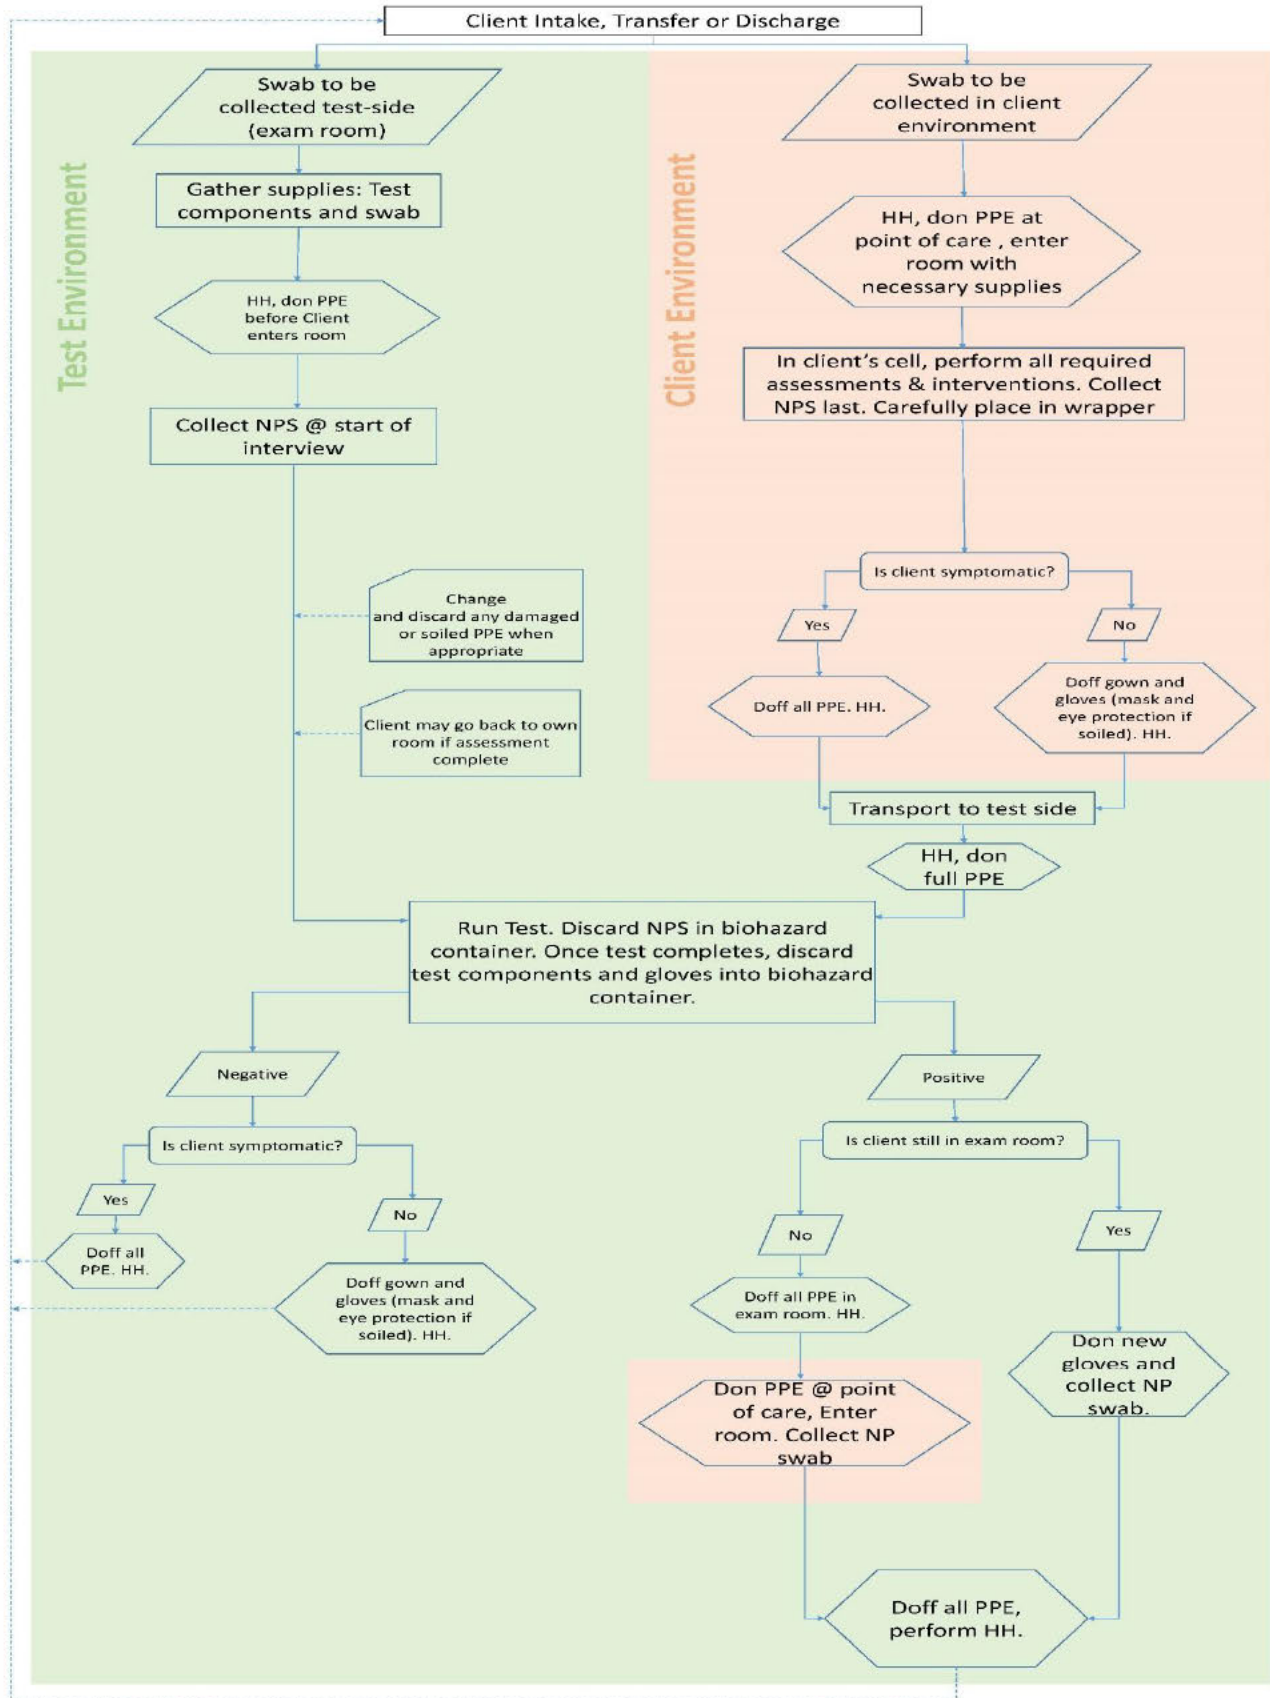 Client Intake, Transfer or Discharge
Swab to be
collected test-side
(exam room)
Swab to be
collected in client
environment
Test Environment
Client Environment
Gather supplies: Test
components and swab
HH, don PPE at
point of care , enter
room with
necessary supplies
HH, don PPE
before Client
enters room
In client's cell, perform all required
assessments & interventions. Collect
NPS last. Carefully place in wrapper
Collect NPS @ start of
interview
Is client symptomatic?
Change
and discard any damaged
or soiled PPE when
appropriate
Yes
No
Doff all PPE. HH.
Doff gown and
gloves (mask and
eye protection if
soiled). HH.
Client may go back to own
room if assessment
complete
Transport to test side
HH, don
full PPE
Run Test. Discard NPS in biohazard
container. Once test completes, discard
test components and gloves into biohazard
container.
Negative
Positive
Is client symptomatic?
Is client still in exam room?
Yes
No
No
Yes
Doff all
PPE. HH.
Doff gown and
gloves (mask and
eye protection if
soiled). HH.
Doff all PPE in
exam room. HH.
Don new
gloves and
collect NP
swab.
Don PPE @ point
of care, Enter
room. Collect NP
swab
Doff all PPE,
perform HH.